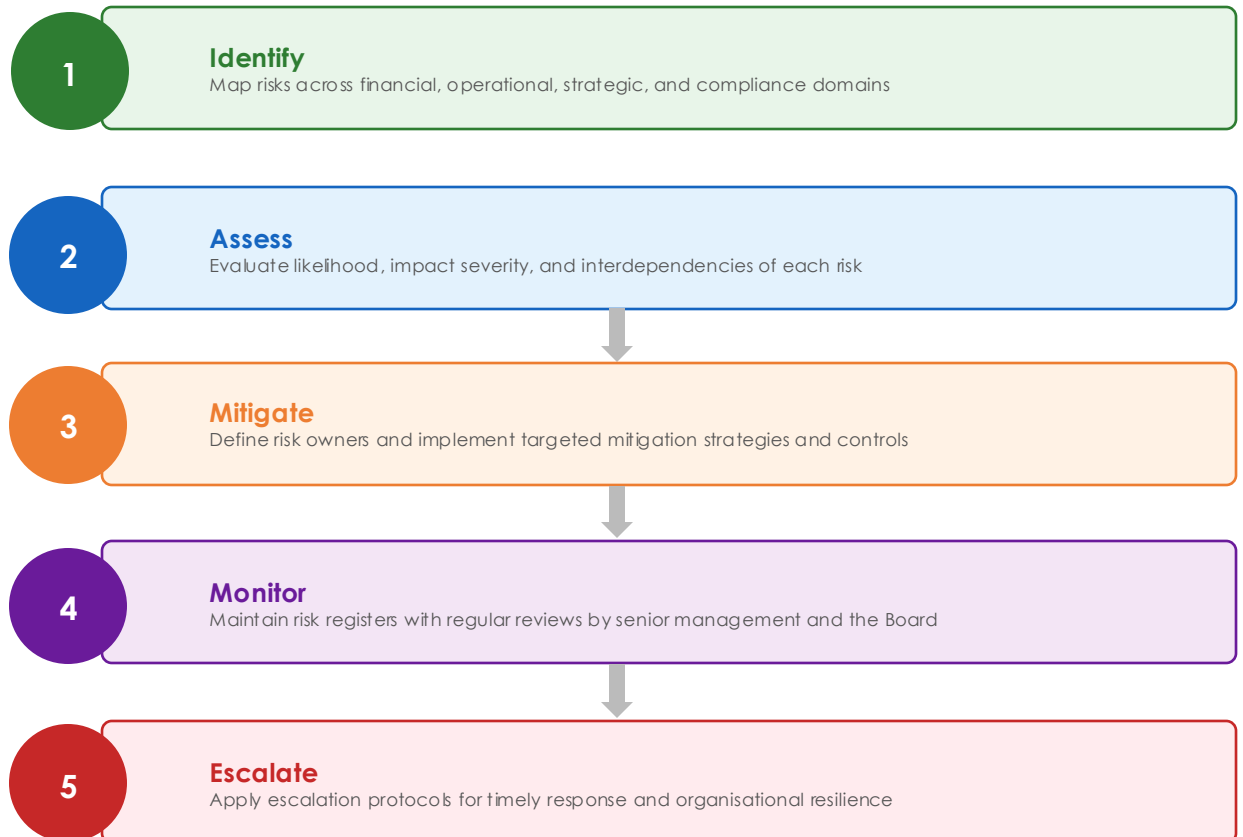 1
Identify
Map risks across financial, operational, strategic, and compliance domains
2
Assess
Evaluate likelihood, impact severity, and interdependencies of each risk
3
Mitigate
Define risk owners and implement targeted mitigation strategies and controls
4
Monitor
Maintain risk registers with regular reviews by senior management and the Board
5
Escalate
Apply escalation protocols for timely response and organisational resilience